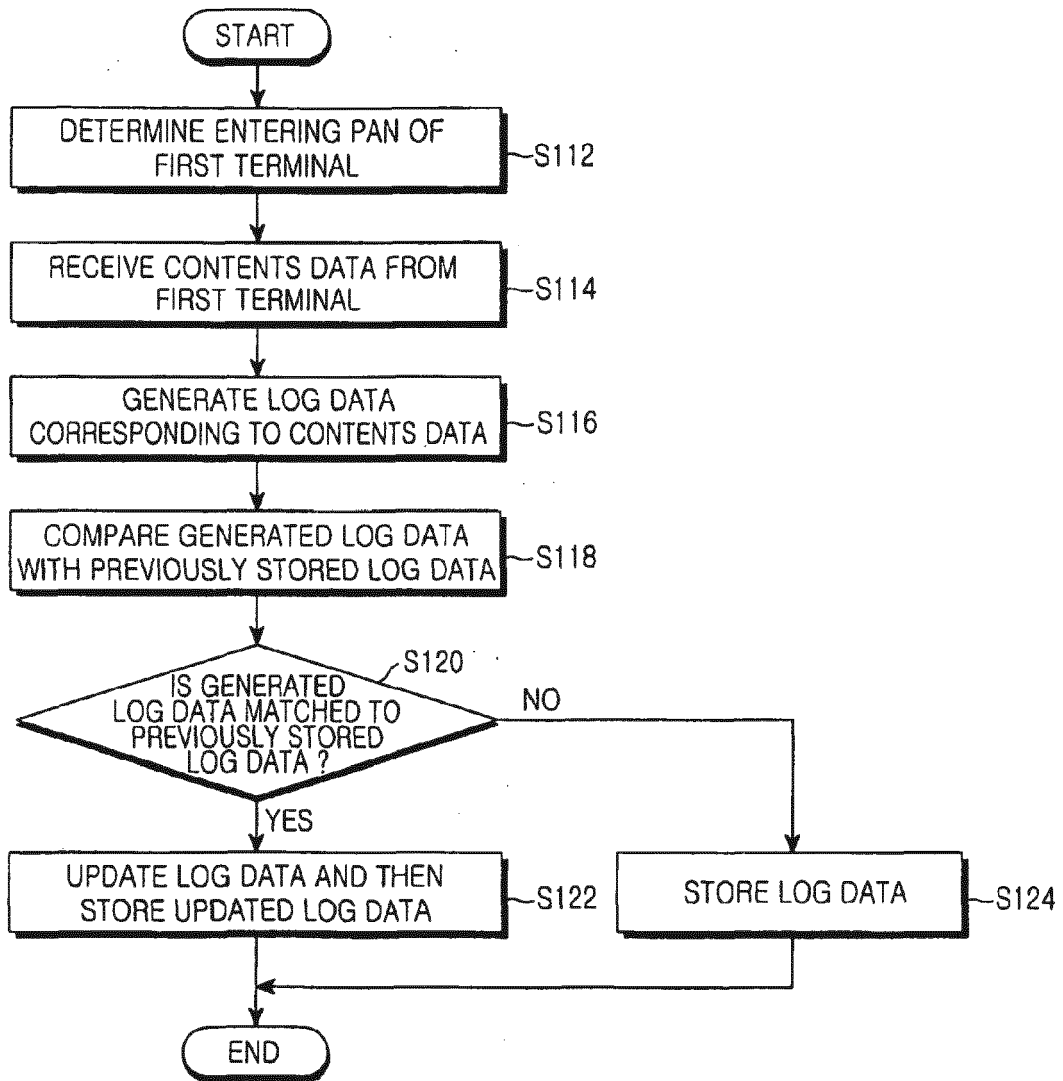 START
DETERMINE ENTERING PAN OF
FIRST TERMINAL
S112
RECEIVE CONTENTS DATA FROM
FIRST TERMINAL
S114
GENERATE LOG DATA
CORRESPONDING TO CONTENTS DATA
S116
COMPARE GENERATED LOG DATA
WITH PREVIOUSLY STORED LOG DATA
S118
S120
IS GENERATED
LOG DATA MATCHED TO
PREVIOUSLY STORED
LOG DATA ?
NO
YES
UPDATE LOG DATA AND THEN
STORE UPDATED LOG DATA
S122
STORE LOG DATA
S124
END